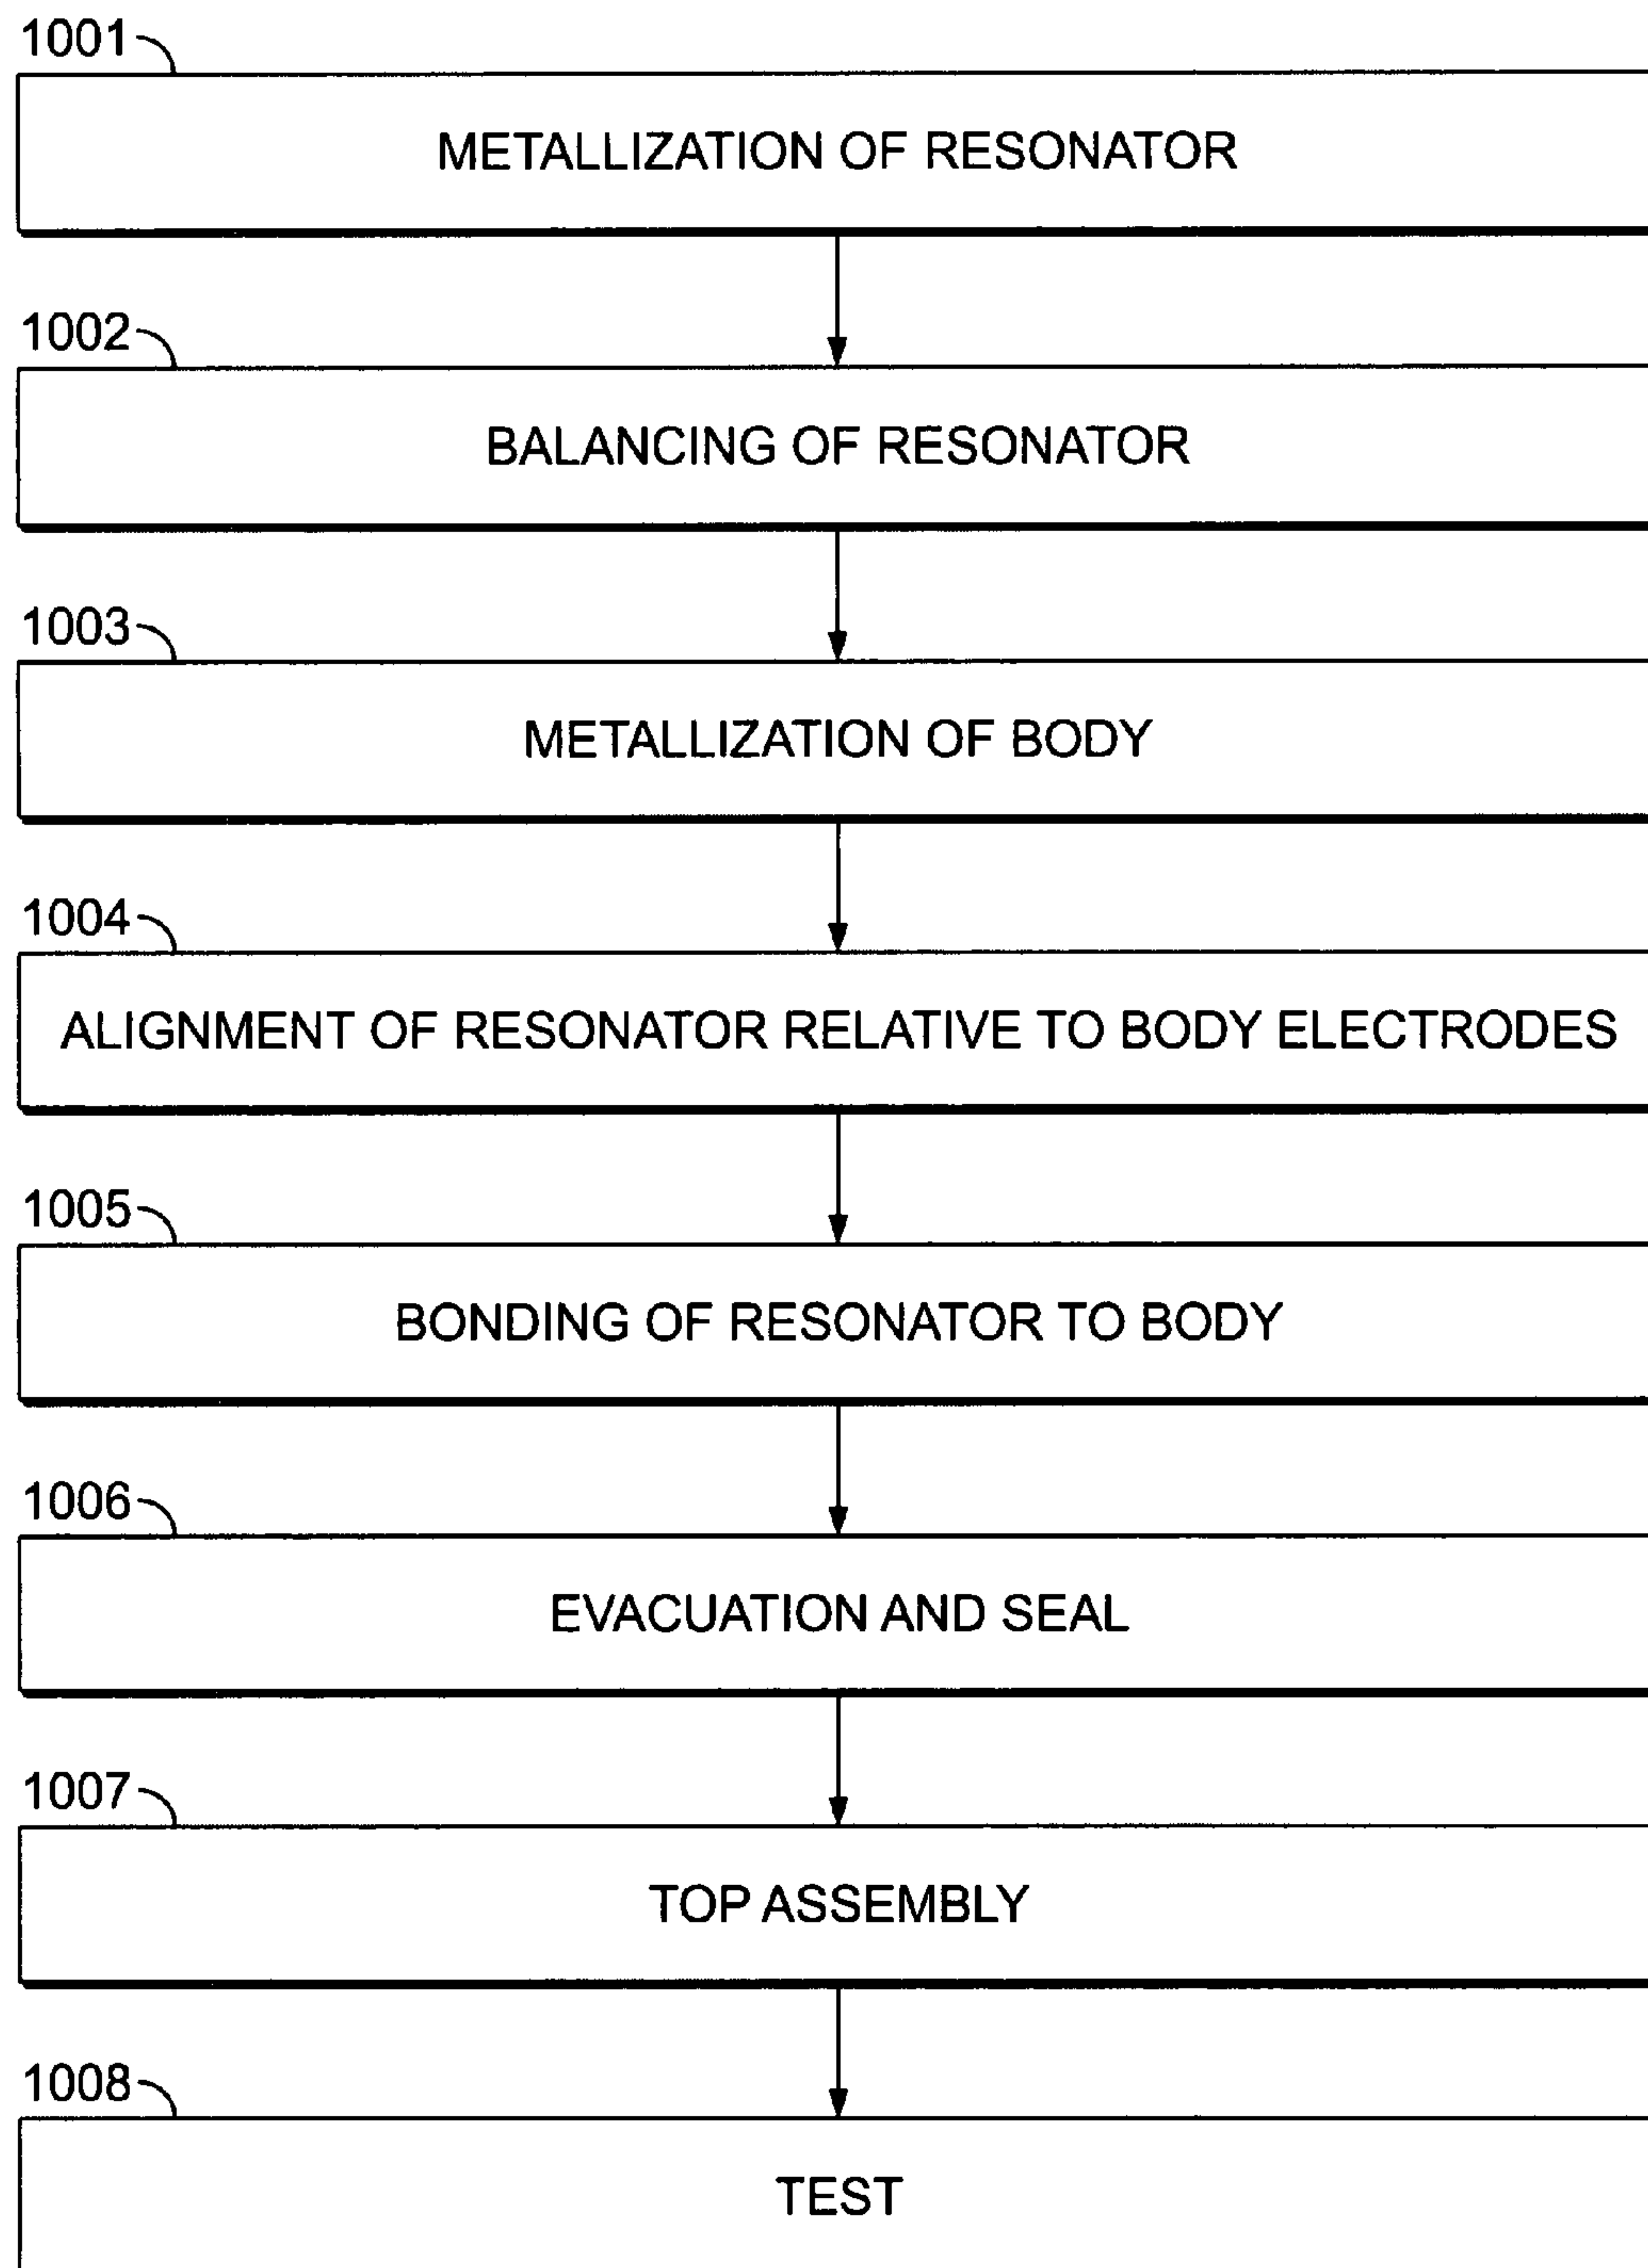 1001
METALLIZATION OF RESONATOR
1002
BALANCING OF RESONATOR
1003
METALLIZATION OF BODY
1004
ALIGNMENT OF RESONATOR RELATIVE TO BODY ELECTRODES
1005
BONDING OF RESONATOR TO BODY
1006
EVACUATION AND SEAL
1007
TOP ASSEMBLY
1008
TEST